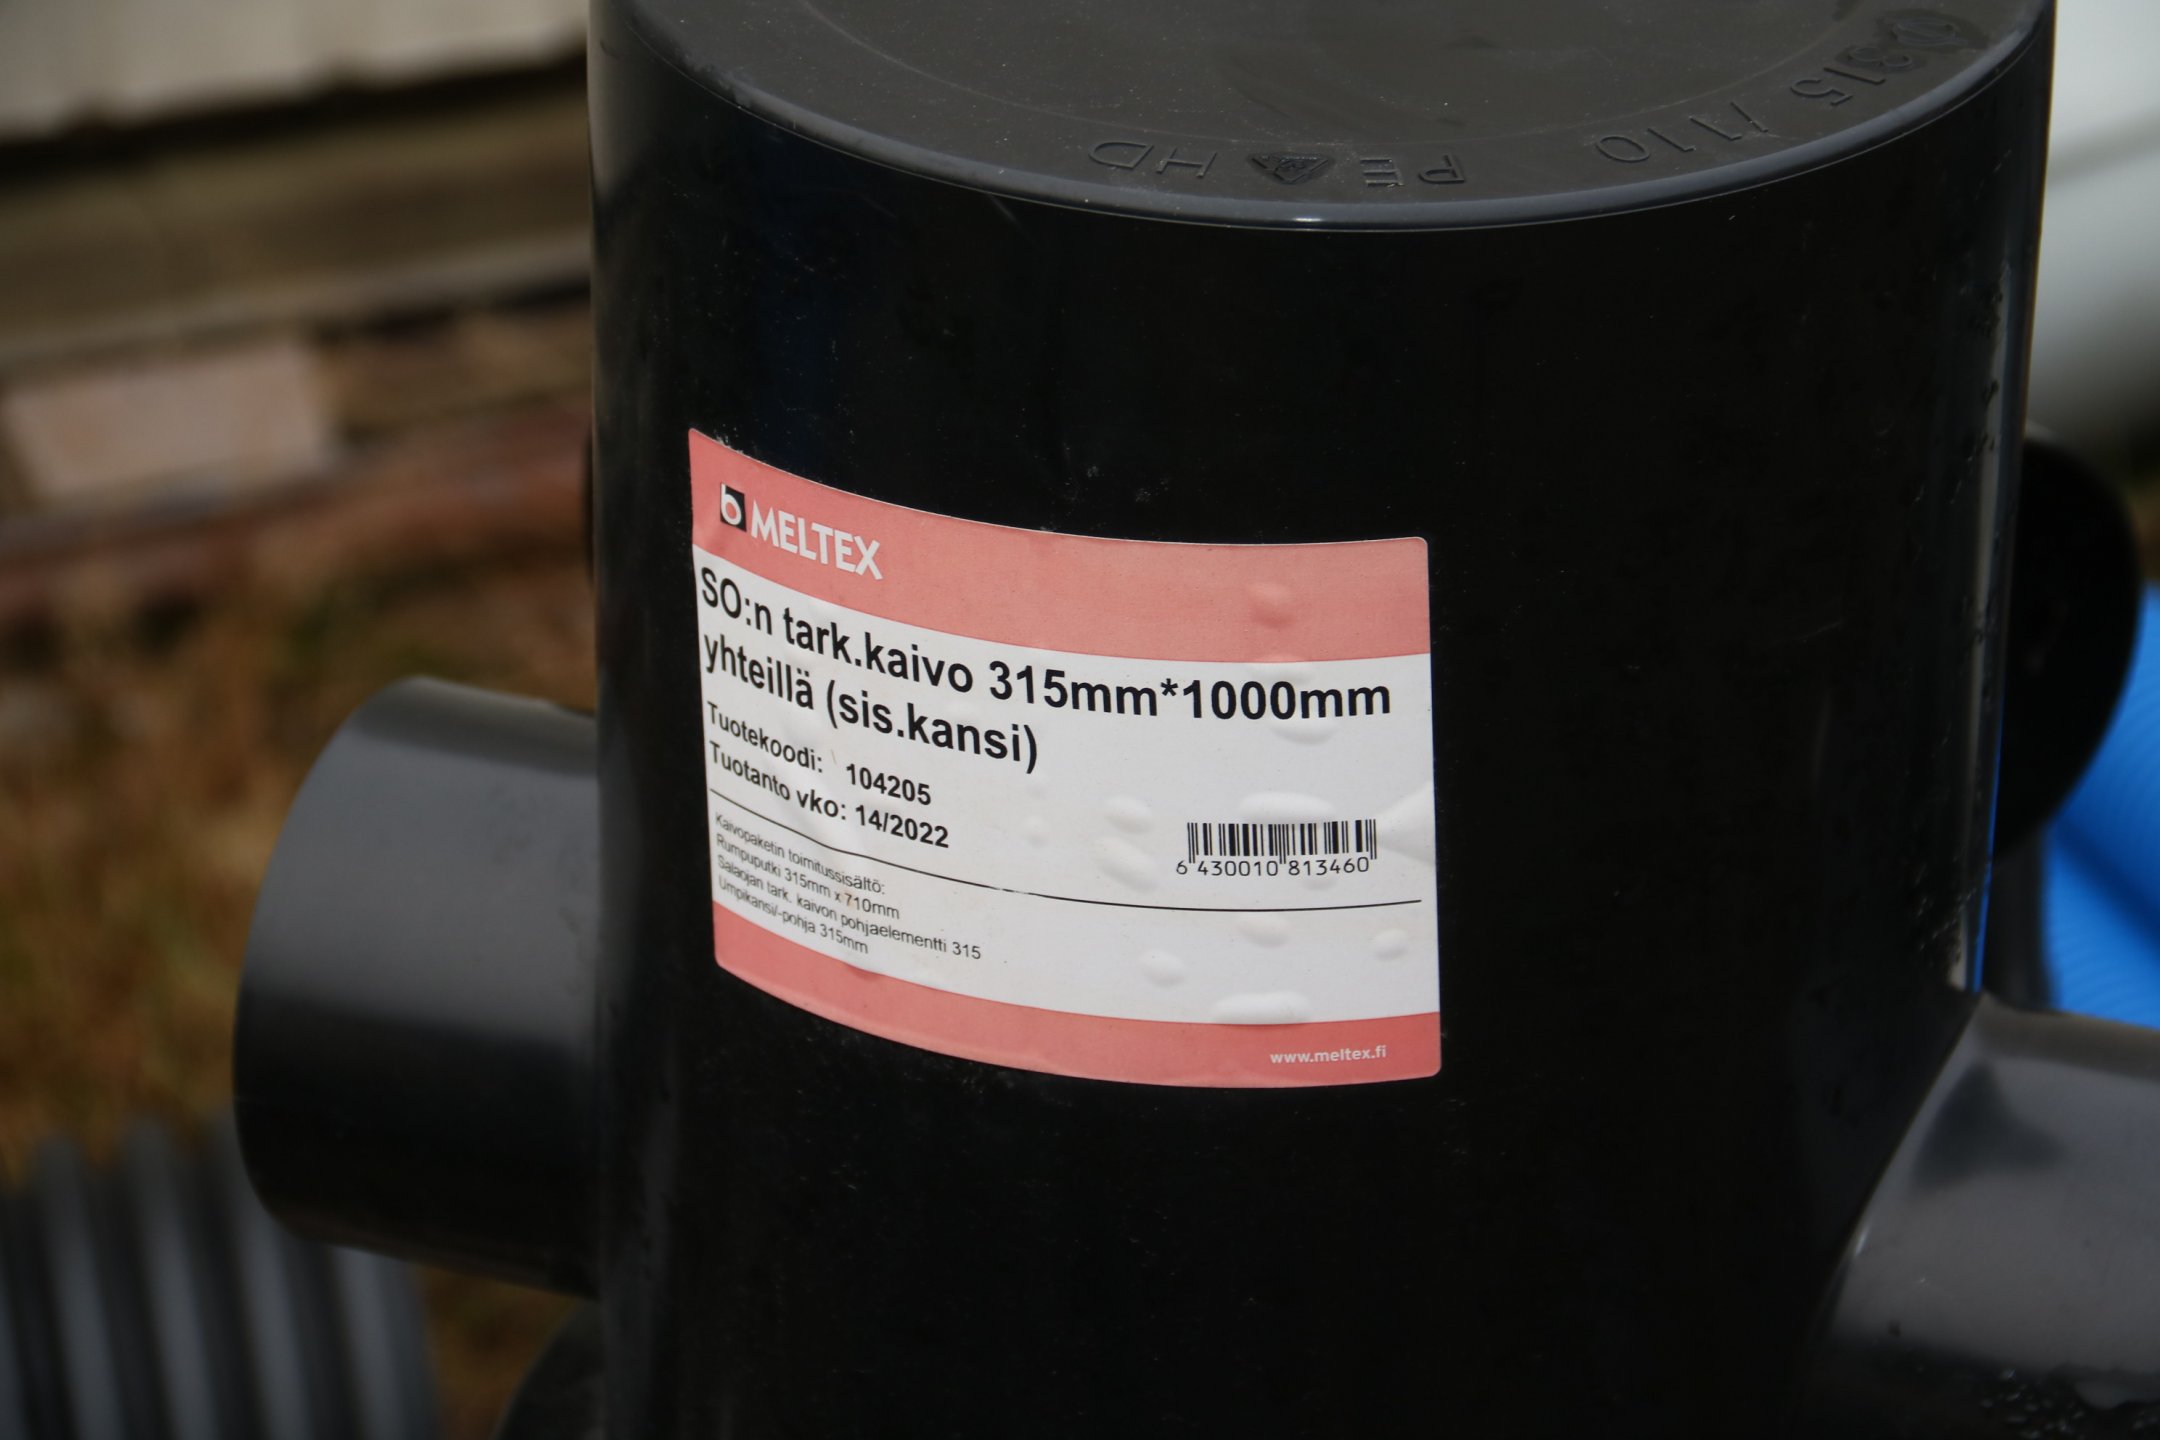 Φ315 /110 PE HD
MELTEX
SO:n tark.kaivo 315mm*1000mm
yhteillä (sis.kansi)
Tuotekoodi: 104205
Tuotanto vko: 14/2022
6 430010 813460
Kaivopaketin toimitussisältö:
Rumpuputki 315mm x 710mm
Salaojan tark. kaivon pohjaelementti 315
Umpikansi/-pohja 315mm
www.meltex.fi